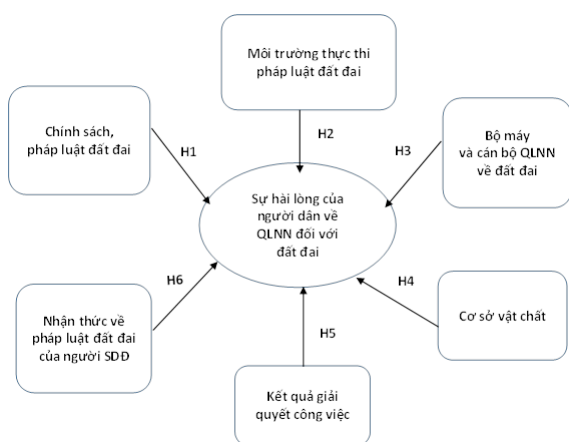 Môi trường thực thi
pháp luật đất đai
Chính sách,
pháp luật đất đai
H1
H2
H3
Bộ máy
và cán bộ QLNN
về đất đai
Sự hài lòng của
người dân về
QLNN đối với
đất đai
H6
H4
Nhận thức về
pháp luật đất đai
của người SDĐ
H5
Cơ sở vật chất
Kết quả giải
quyết công việc